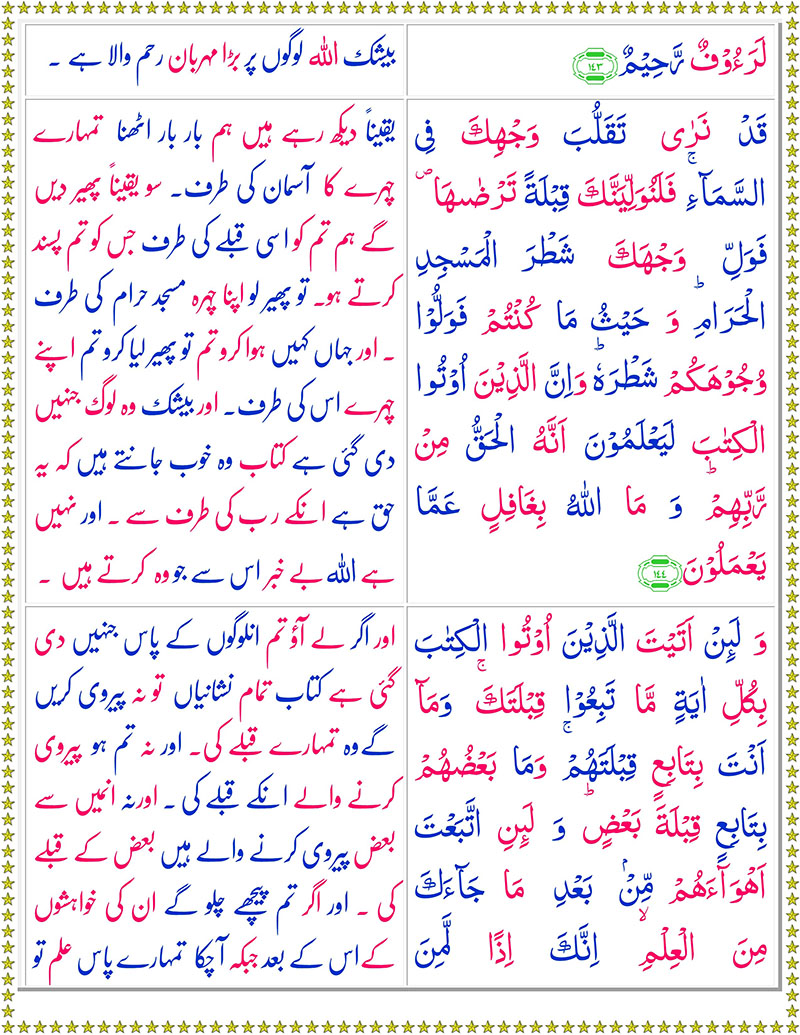 لَرَءُوۡفٌ رَّحِیۡمٌ ﴿۱۴۳﴾
بیشک اللہ لوگوں پر بڑا مہربان رحم والا ہے ۔
قَدۡ نَرٰی تَقَلُّبَ وَجۡہِکَ فِی
السَّمَآءِ ۚ فَلَنُوَلِّیَنَّکَ قِبۡلَۃً تَرۡضٰىہَا ۪
فَوَلِّ وَجۡہَکَ شَطۡرَ الۡمَسۡجِدِ
الۡحَرَامِ ؕ وَ حَیۡثُ مَا کُنۡتُمۡ فَوَلُّوۡا
وُجُوۡہَکُمۡ شَطۡرَہٗ ؕ وَاِنَّ الَّذِیۡنَ اُوۡتُوا
الۡکِتٰبَ لَیَعۡلَمُوۡنَ اَنَّہُ الۡحَقُّ مِنۡ
رَّبِّہِمۡ ؕ وَ مَا اللّٰہُ بِغَافِلٍ عَمَّا
یَعۡمَلُوۡنَ ﴿۱۴۴﴾
یقیناً دیکھ رہے ہیں ہم بار بار اٹھنا تمہارے
چہرے کا آسمان کی طرف۔ سو یقیناً پھیر دیں
گے ہم تم کو اسی قبلے کی طرف جس کو تم پسند
کرتے ہو۔ تو پھیر لو اپنا چہرہ مسجد حرام کی طرف
۔ اور جہاں کہیں ہوا کرو تم تو پھیر لیا کرو تم اپنے
چہرے اس کی طرف۔ اور بیشک وہ لوگ جنہیں
دی گئی ہے کتاب وہ خوب جانتے ہیں کہ یہ
حق ہے انکے رب کی طرف سے ۔ اور نہیں
ہے اللہ بے خبر اس سے جو وہ کرتے ہیں ۔
وَ لَئِنۡ اَتَیۡتَ الَّذِیۡنَ اُوۡتُوا الۡکِتٰبَ
بِکُلِّ اٰیَۃٍ مَّا تَبِعُوۡا قِبۡلَتَکَ ۚ وَمَاۤ
اَنۡتَ بِتَابِعٍ قِبۡلَتَہُمۡ ۚ وَمَا بَعۡضُہُمۡ
بِتَابِعٍ قِبۡلَۃَ بَعۡضٍ ؕ وَ لَئِنِ اتَّبَعۡتَ
اَہۡوَآءَہُمۡ مِّنۡۢ بَعۡدِ مَا جَآءَکَ
مِنَ الۡعِلۡمِ ۙ اِنَّکَ اِذًا لَّمِنَ
اور اگر لے آؤ تم انلوگوں کے پاس جنہیں دی
گئی ہے کتاب تمام نشانیاں تو نہ پیروی کریں
گے وہ تمہارے قبلے کی۔ اور نہ تم ہو پیروی
کرنے والے انکے قبلے کی ۔ اورنہ انمیں سے
بعض پیروی کرنے والے ہیں بعض کے قبلے
کی ۔ اور اگر تم پیچھے چلو گے ان کی خواہشوں
کے اس کے بعد جبکہ آچکا تمہارے پاس علم تو